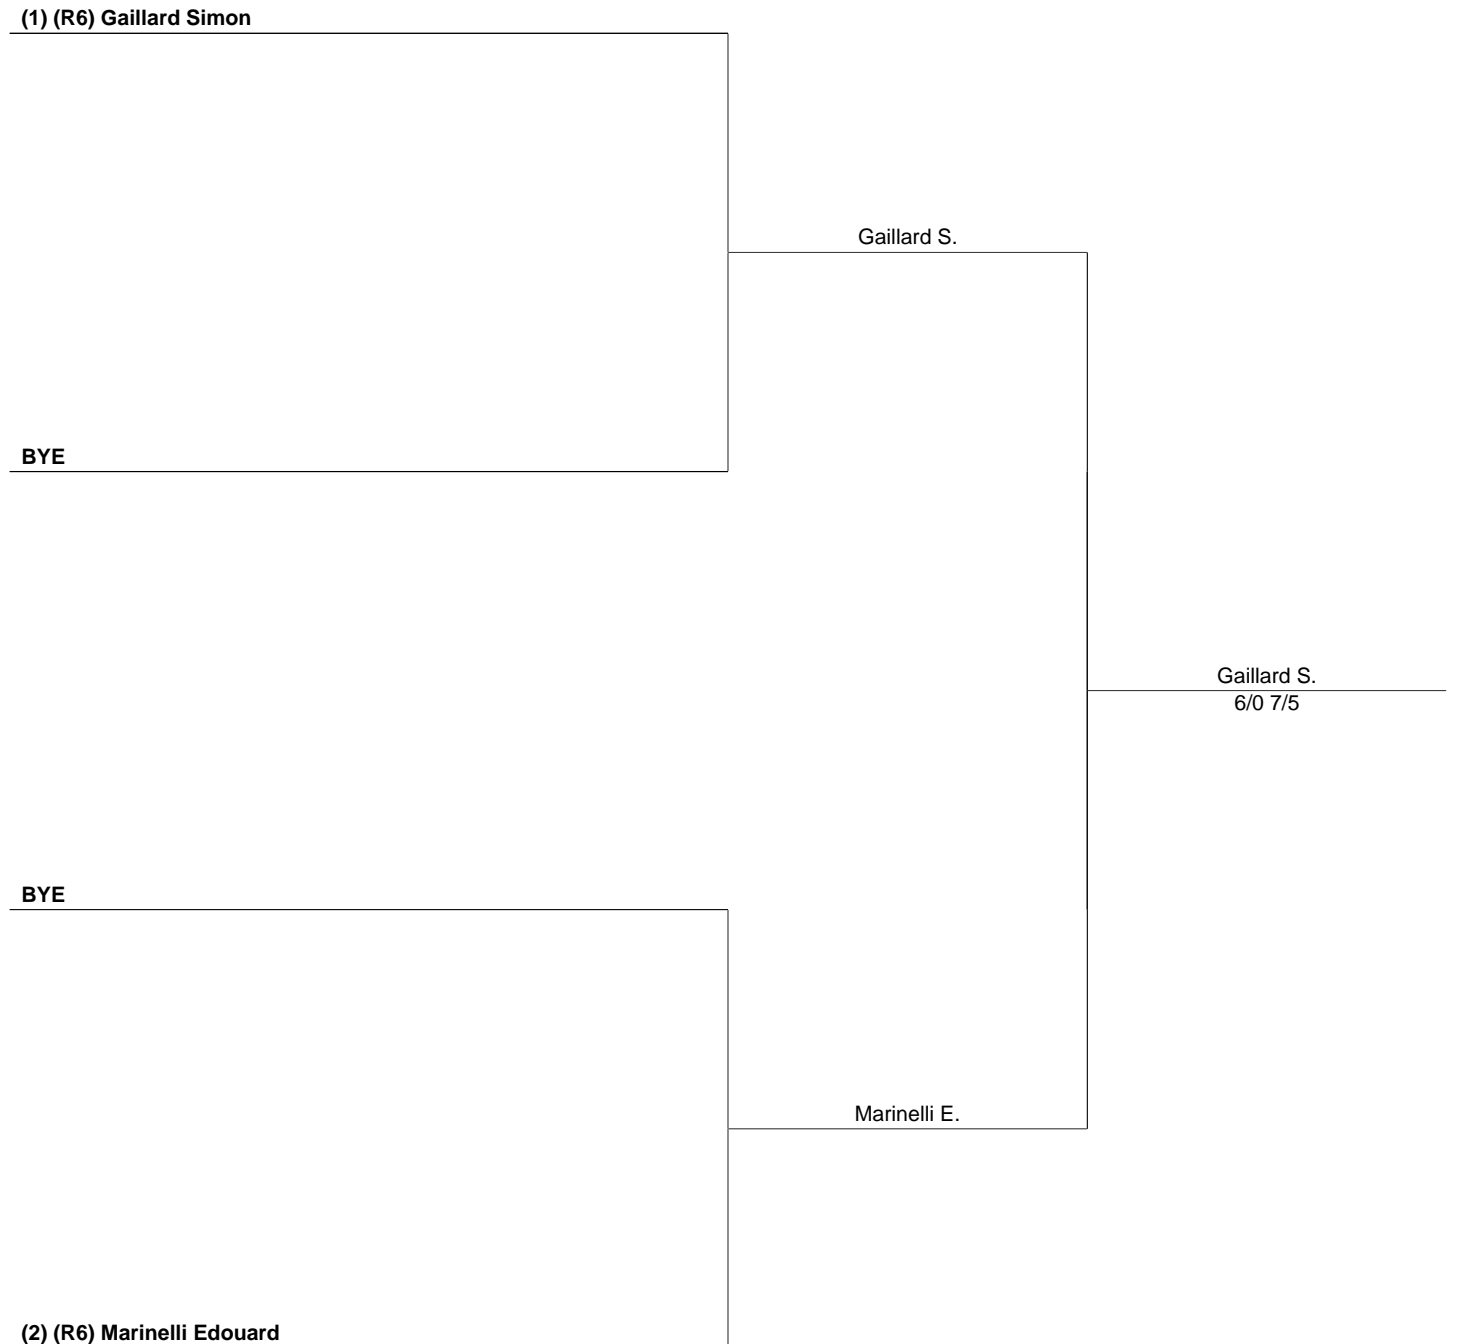 (1) (R6) Gaillard Simon
Gaillard S.
BYE
Gaillard S.
6/0 7/5
BYE
Marinelli E.
(2) (R6) Marinelli Edouard